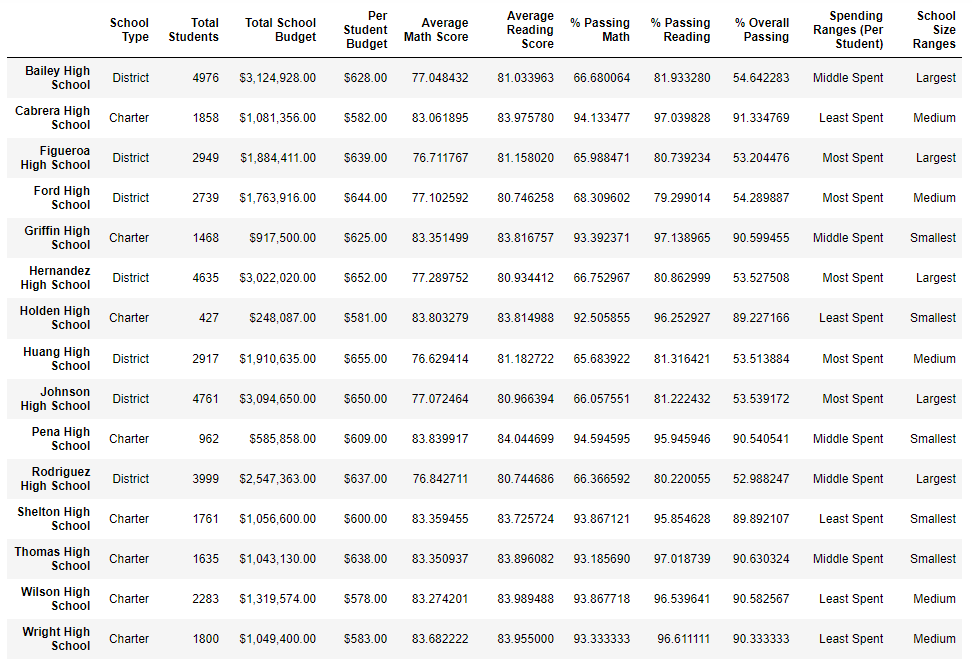 School Type Total Students Total School Budget Per Student Budget Average Math Score Average Reading Score % Passing Math % Passing Reading % Overall Passing Spending Ranges (Per Student) School Size Ranges
Bailey High School District 4976 $3,124,928.00 $628.00 77.048432 81.033963 66.680064 81.933280 54.642283 Middle Spent Largest
Cabrera High School Charter 1858 $1,081,356.00 $582.00 83.061895 83.975780 94.133477 97.039828 91.334769 Least Spent Medium
Figueroa High School District 2949 $1,884,411.00 $639.00 76.711767 81.158020 65.988471 80.739234 53.204476 Most Spent Largest
Ford High School District 2739 $1,763,916.00 $644.00 77.102592 80.746258 68.309602 79.299014 54.289887 Most Spent Medium
Griffin High School Charter 1468 $917,500.00 $625.00 83.351499 83.816757 93.392371 97.138965 90.599455 Middle Spent Smallest
Hernandez High School District 4635 $3,022,020.00 $652.00 77.289752 80.934412 66.752967 80.862999 53.527508 Most Spent Largest
Holden High School Charter 427 $248,087.00 $581.00 83.803279 83.814988 92.505855 96.252927 89.227166 Least Spent Smallest
Huang High School District 2917 $1,910,635.00 $655.00 76.629414 81.182722 65.683922 81.316421 53.513884 Most Spent Medium
Johnson High School District 4761 $3,094,650.00 $650.00 77.072464 80.966394 66.057551 81.222432 53.539172 Most Spent Largest
Pena High School Charter 962 $585,858.00 $609.00 83.839917 84.044699 94.594595 95.945946 90.540541 Middle Spent Smallest
Rodriguez High School District 3999 $2,547,363.00 $637.00 76.842711 80.744686 66.366592 80.220055 52.988247 Middle Spent Largest
Shelton High School Charter 1761 $1,056,600.00 $600.00 83.359455 83.725724 93.867121 95.854628 89.892107 Least Spent Smallest
Thomas High School Charter 1635 $1,043,130.00 $638.00 83.350937 83.896082 93.185690 97.018739 90.630324 Middle Spent Smallest
Wilson High School Charter 2283 $1,319,574.00 $578.00 83.274201 83.989488 93.867718 96.539641 90.582567 Least Spent Medium
Wright High School Charter 1800 $1,049,400.00 $583.00 83.682222 83.955000 93.333333 96.611111 90.333333 Least Spent Medium